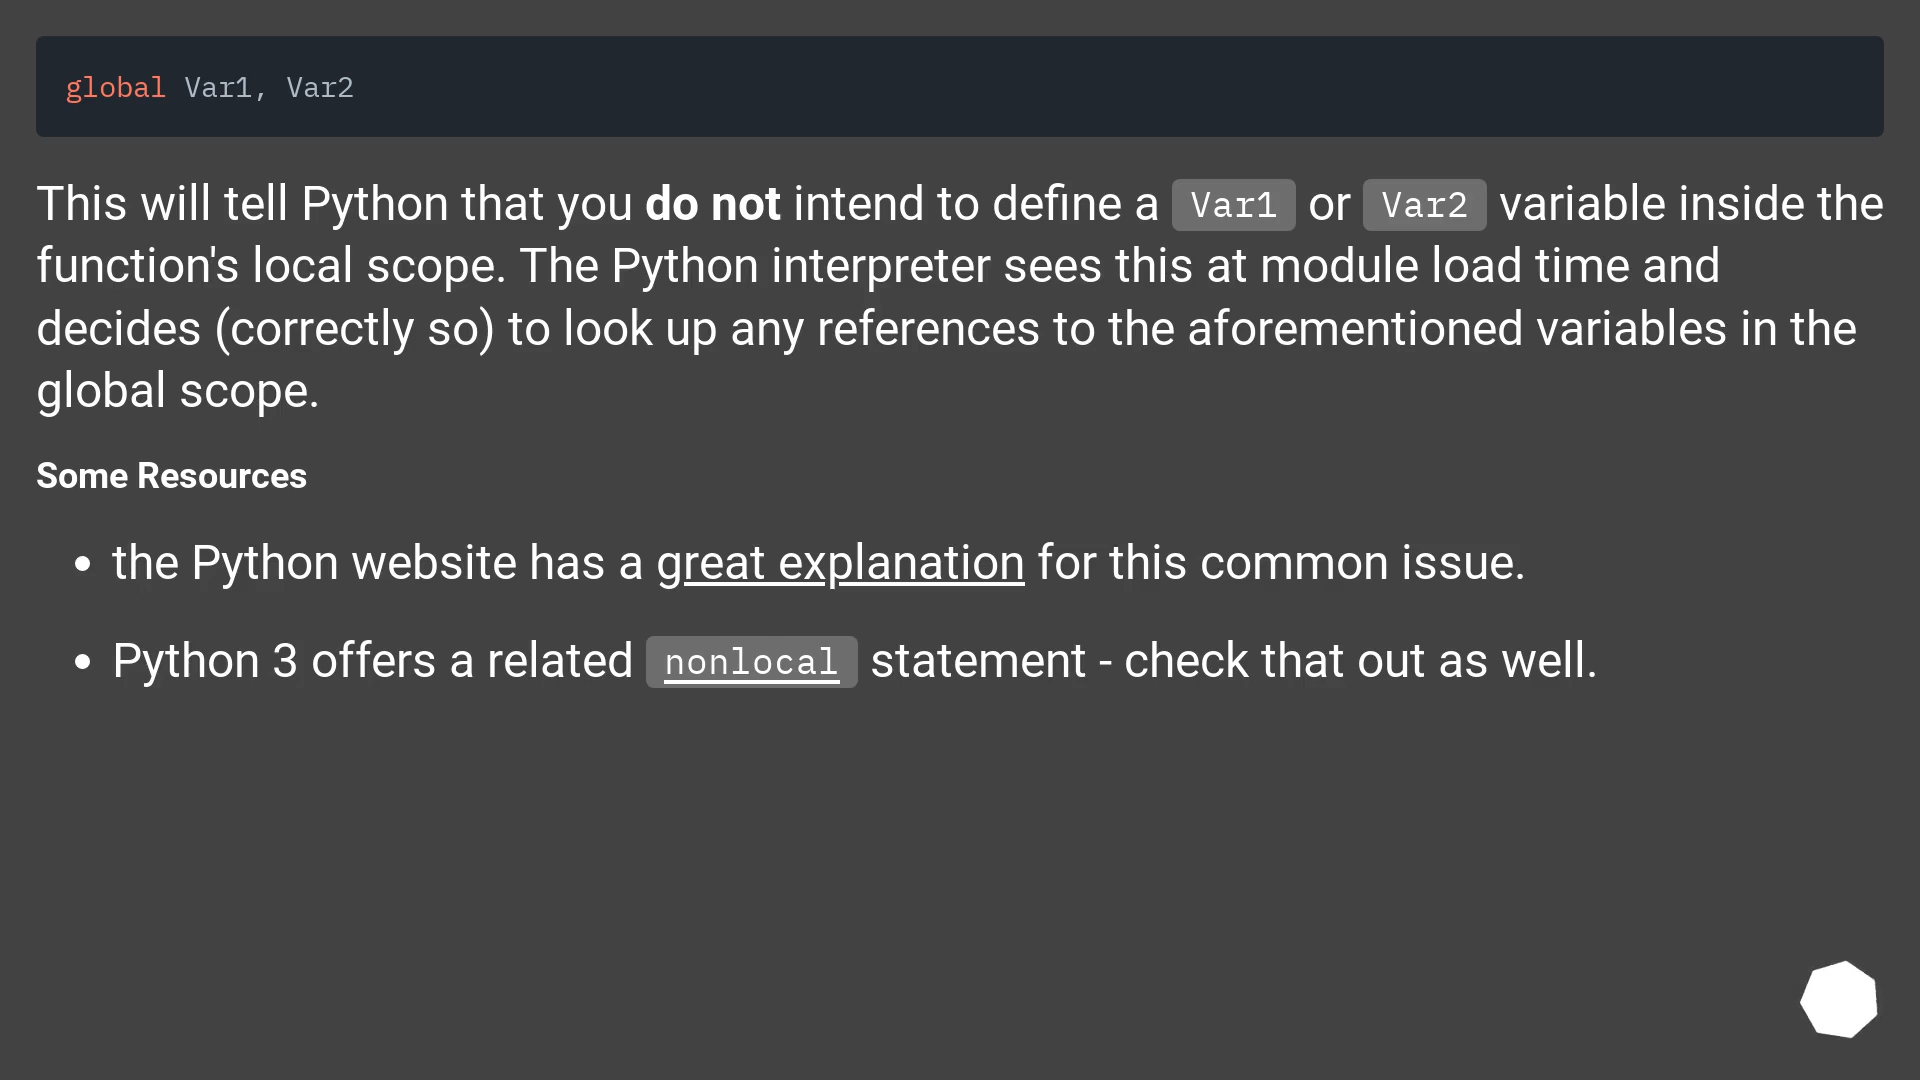 global Var1, Var2
This will tell Python that you do not intend to define a Var1 or Var2 variable inside the
function's local scope. The Python interpreter sees this at module load time and
decides (correctly so) to look up any references to the aforementioned variables in the
global scope.
Some Resources
• the Python website has a great explanation for this common issue.
• Python 3 offers a related nonlocal statement - check that out as well.